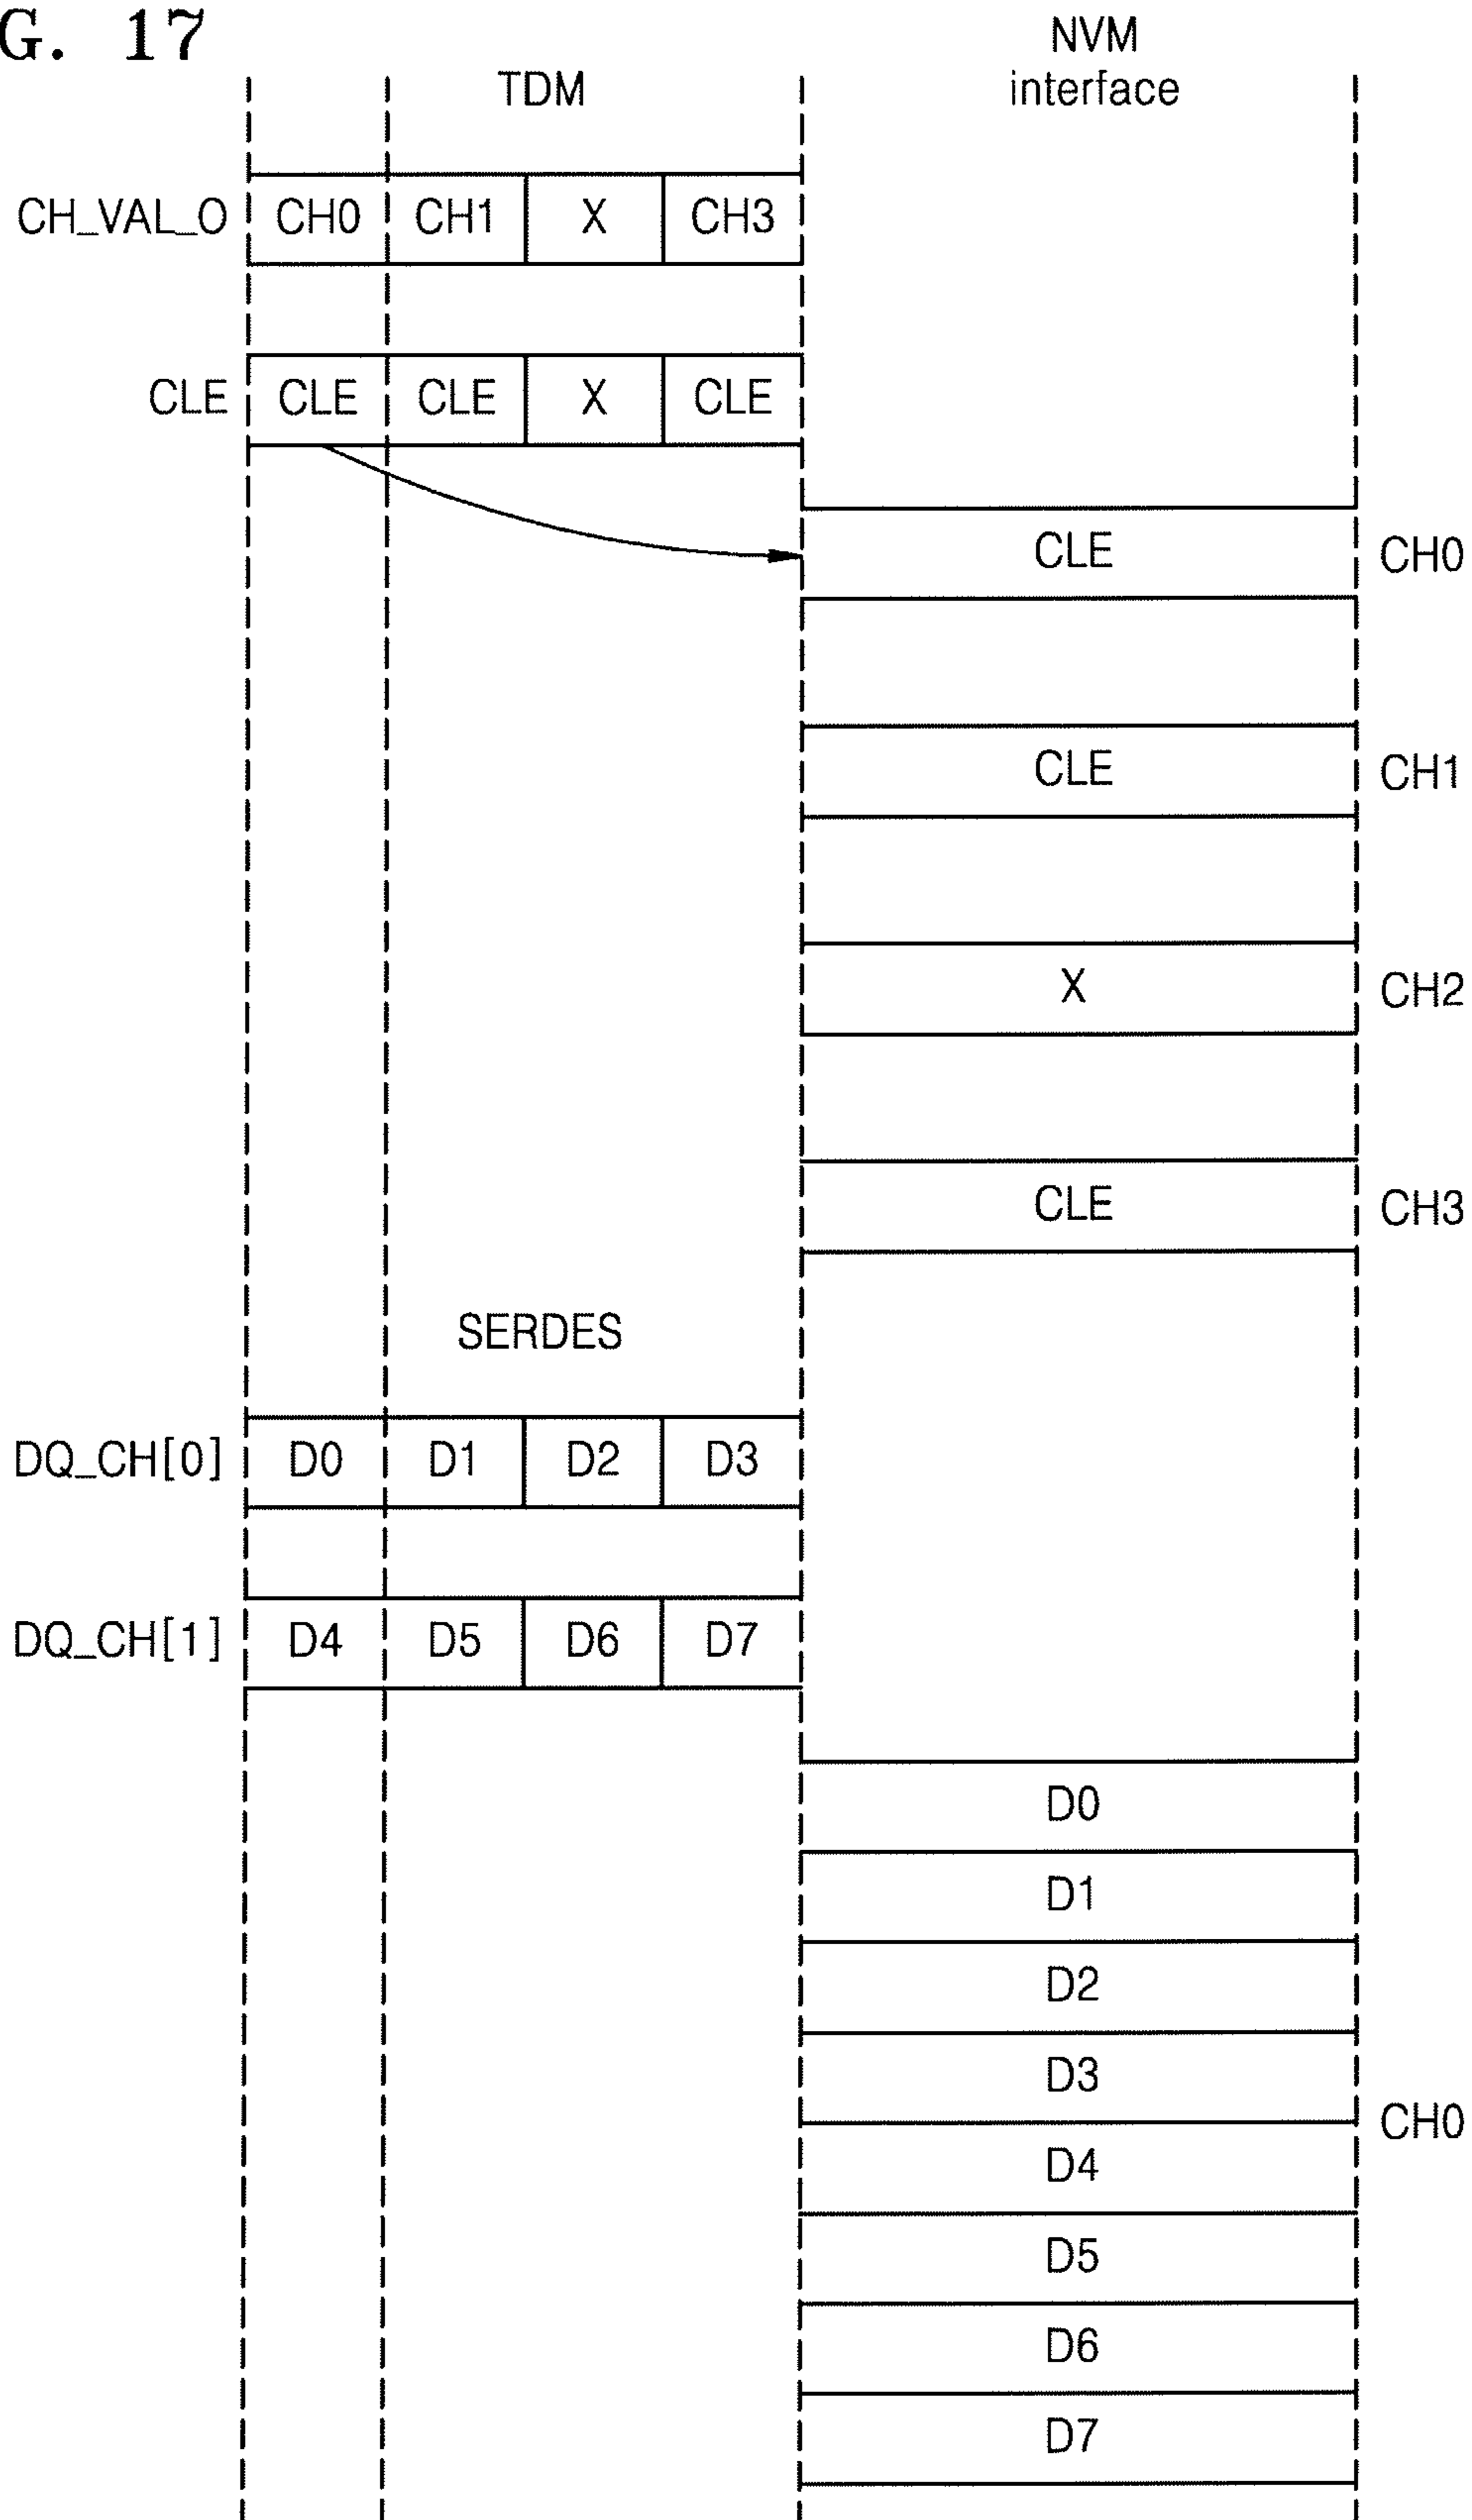 G. 17
TDM
NVM
interface
CH_VAL_O CH0 CH1 X CH3
CLE CLE CLE X CLE
CLE CH0
CLE CH1
X CH2
CLE CH3
SERDES
DQ_CH[0] D0 D1 D2 D3
DQ_CH[1] D4 D5 D6 D7
D0
D1
D2
D3
CH0
D4
D5
D6
D7